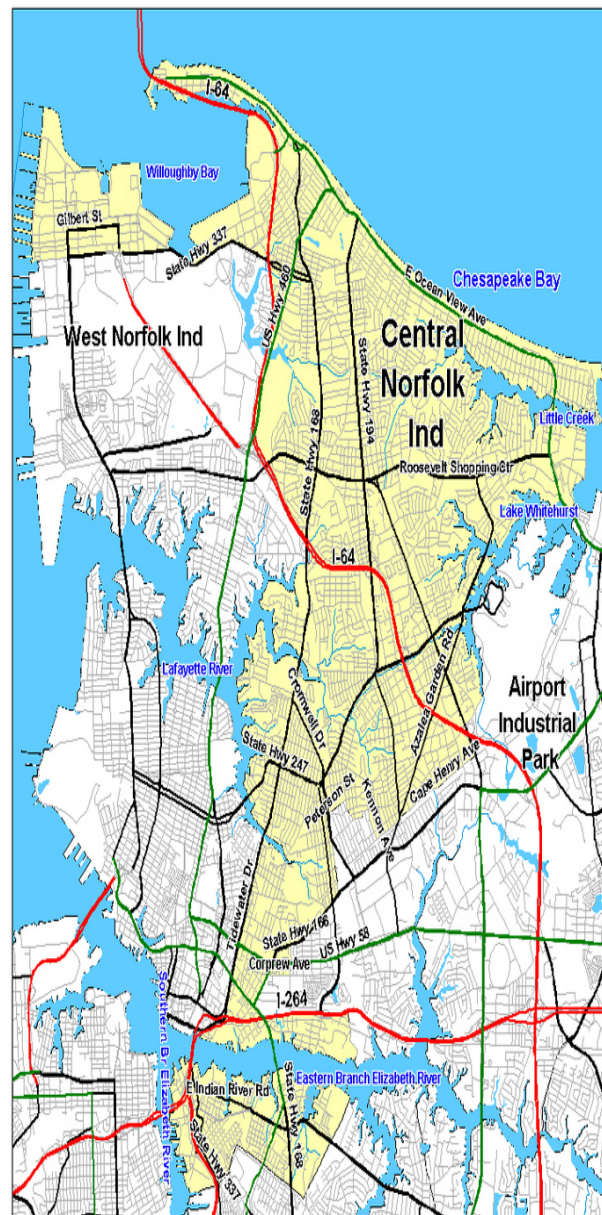 I-64
Willoughby Bay
Gilbert St
State Hwy 337
US Hwy 460
E Ocean View Ave
Chesapeake Bay
West Norfolk Ind
Central
Norfolk
Ind
State Hwy 168
State Hwy 194
Little Creek
Roosevelt Shopping Ctr
Lake Whitehurst
I-64
Lafayette River
Cromwell Dr
Azalea Garden Rd
Airport
Industrial
Park
State Hwy 247
Peterson St
Kennon Ave
Cape Henry Ave
Tidewater Dr
State Hwy 166
US Hwy 58
Corprew Ave
I-264
Southern Br Elizabeth River
Eastern Branch Elizabeth River
E Indian River Rd
State Hwy 168
State Hwy 337